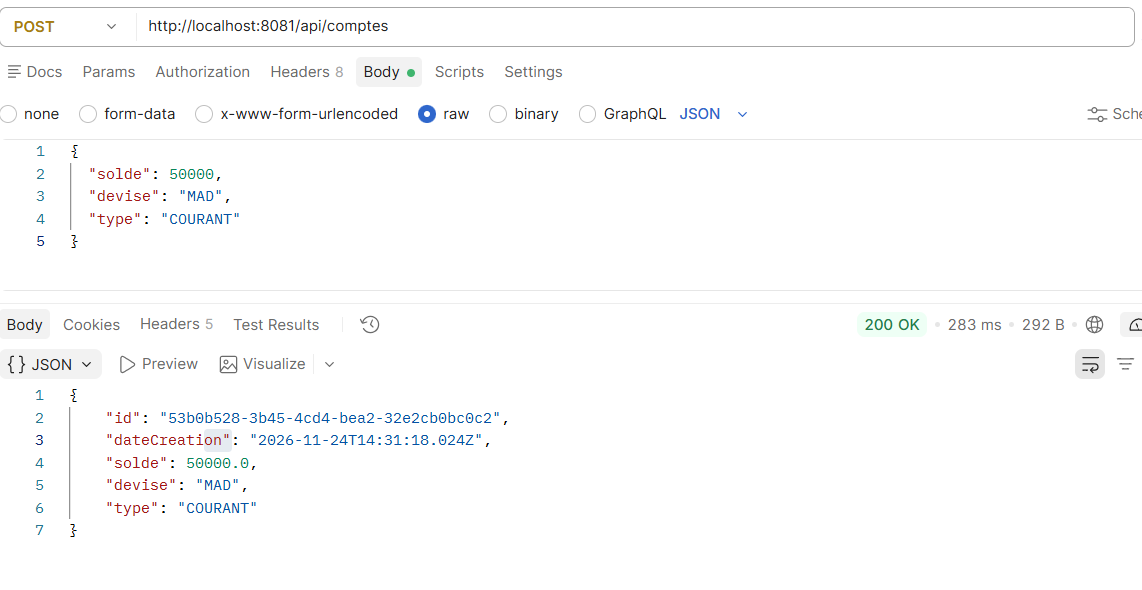 POST http://localhost:8081/api/comptes
Docs Params Authorization Headers 8 Body Scripts Settings
none form-data x-www-form-urlencoded raw binary GraphQL JSON Sche
1 {
2 "solde": 50000,
3 "devise": "MAD",
4 "type": "COURANT"
5 }
Body Cookies Headers 5 Test Results 200 OK 283 ms 292 B
{} JSON Preview Visualize
1 {
2 "id": "53b0b528-3b45-4cd4-bea2-32e2cb0bc0c2",
3 "dateCreation": "2026-11-24T14:31:18.024Z",
4 "solde": 50000.0,
5 "devise": "MAD",
6 "type": "COURANT"
7 }